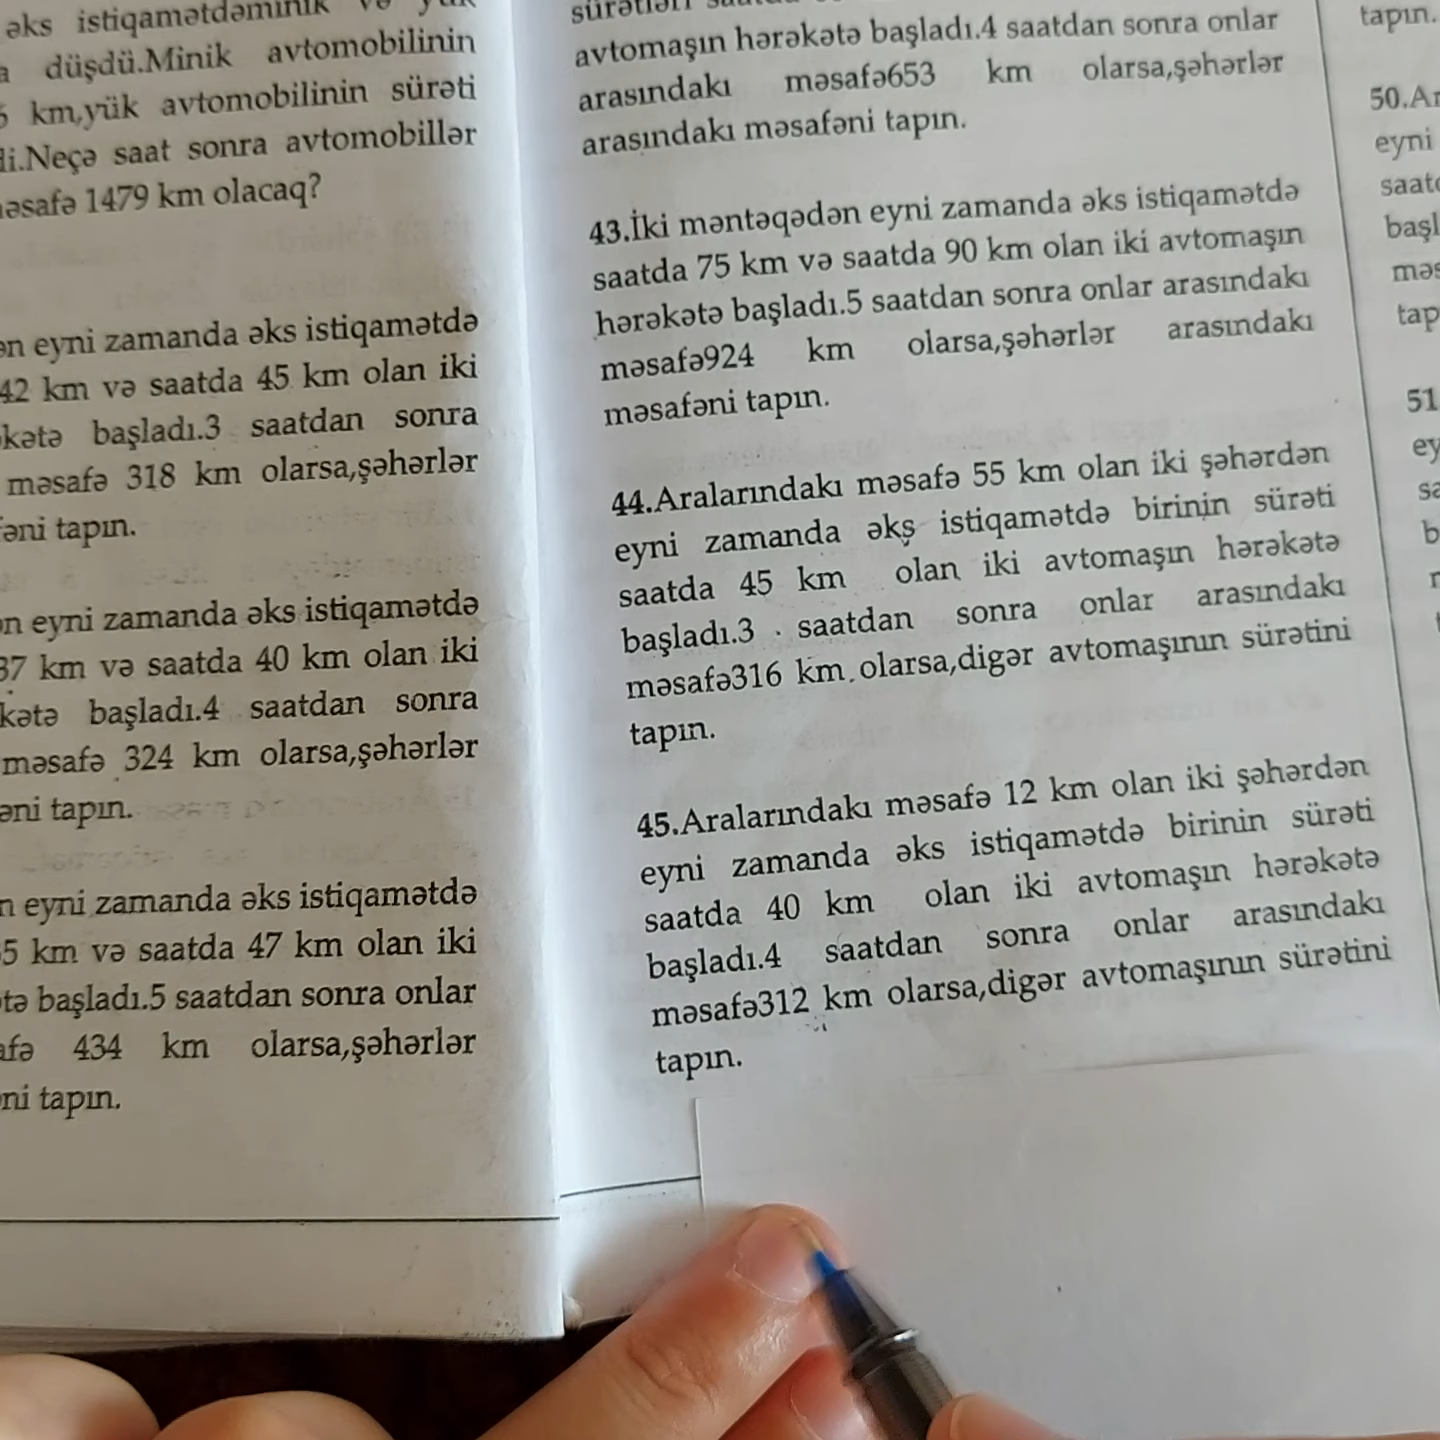 əks istiqamətdəminik və yük
düşdü.Minik avtomobilinin
km,yük avtomobilinin sürəti
Neçə saat sonra avtomobillər
1479 km olacaq?
eyni zamanda əks istiqamətdə
42 km və saatda 45 km olan iki
başladı.3 saatdan sonra
məsafə 318 km olarsa,şəhərlər
tapın.
eyni zamanda əks istiqamətdə
37 km və saatda 40 km olan iki
başladı.4 saatdan sonra
məsafə 324 km olarsa,şəhərlər
tapın.
eyni zamanda əks istiqamətdə
km və saatda 47 km olan iki
başladı.5 saatdan sonra onlar
434 km olarsa,şəhərlər
tapın.
sürətləri
avtomaşın hərəkətə başladı.4 saatdan sonra onlar
arasındakı məsafə653 km olarsa,şəhərlər
arasındakı məsafəni tapın.
43.İki məntəqədən eyni zamanda əks istiqamətdə
saatda 75 km və saatda 90 km olan iki avtomaşın
hərəkətə başladı.5 saatdan sonra onlar arasındakı
məsafə924 km olarsa,şəhərlər arasındakı
məsafəni tapın.
44.Aralarındakı məsafə 55 km olan iki şəhərdən
eyni zamanda əks istiqamətdə birinin sürəti
saatda 45 km olan iki avtomaşın hərəkətə
başladı.3 saatdan sonra onlar arasındakı
məsafə316 km olarsa,digər avtomaşının sürətini
tapın.
45.Aralarındakı məsafə 12 km olan iki şəhərdən
eyni zamanda əks istiqamətdə birinin sürəti
saatda 40 km olan iki avtomaşın hərəkətə
başladı.4 saatdan sonra onlar arasındakı
məsafə312 km olarsa,digər avtomaşının sürətini
tapın.
tapın.
50.
eyni
51